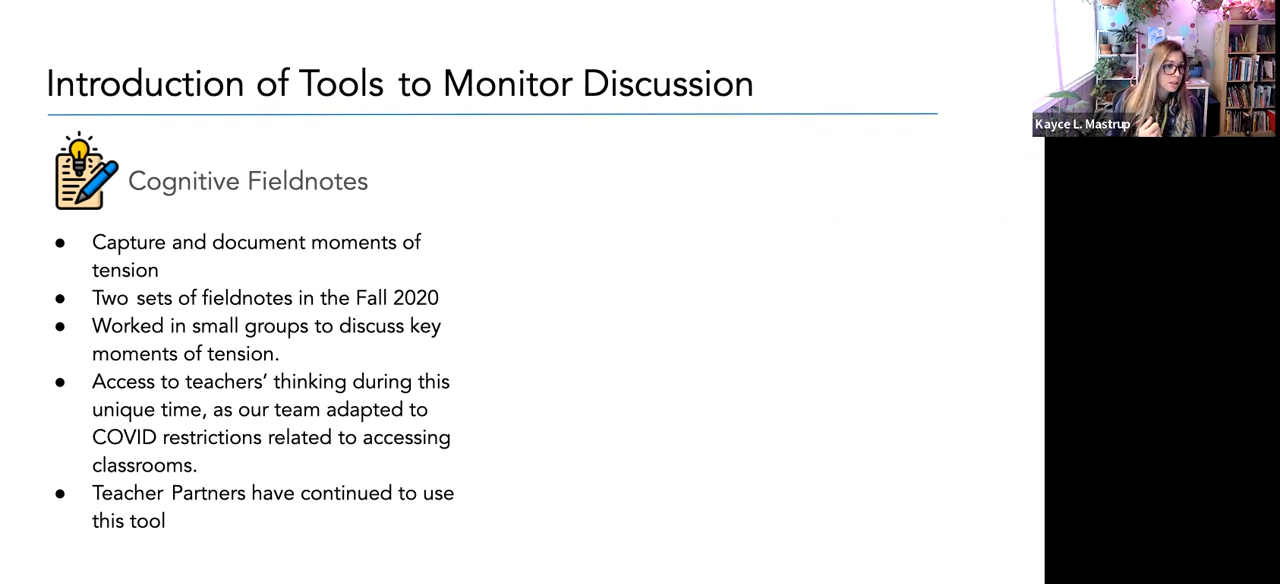 Introduction of Tools to Monitor Discussion
Kayce L. Mastrup
Cognitive Fieldnotes
● Capture and document moments of
tension
● Two sets of fieldnotes in the Fall 2020
● Worked in small groups to discuss key
moments of tension.
● Access to teachers’ thinking during this
unique time, as our team adapted to
COVID restrictions related to accessing
classrooms.
● Teacher Partners have continued to use
this tool